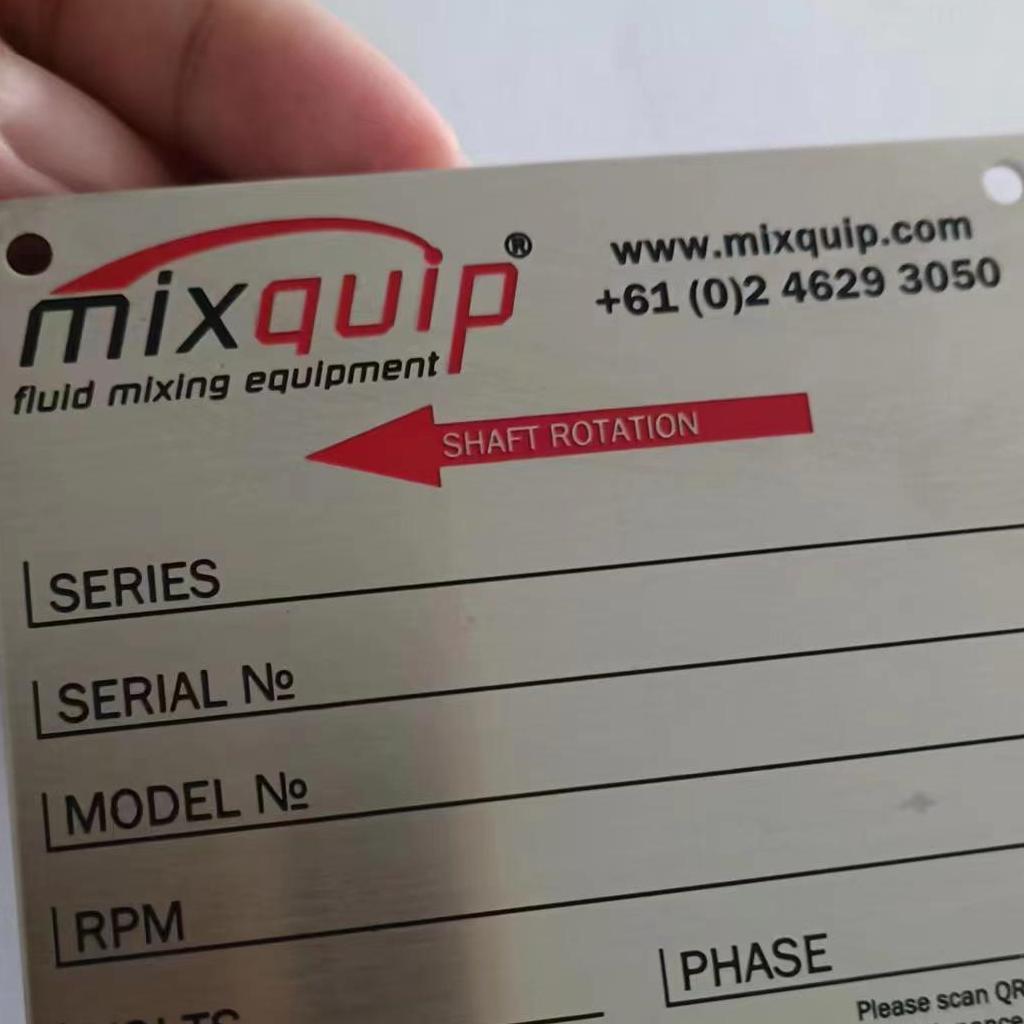 mixquip®
fluid mixing equipment
www.mixquip.com
+61 (0)2 4629 3050
SHAFT ROTATION
SERIES
SERIAL №
MODEL №
RPM
PHASE
Please scan QR